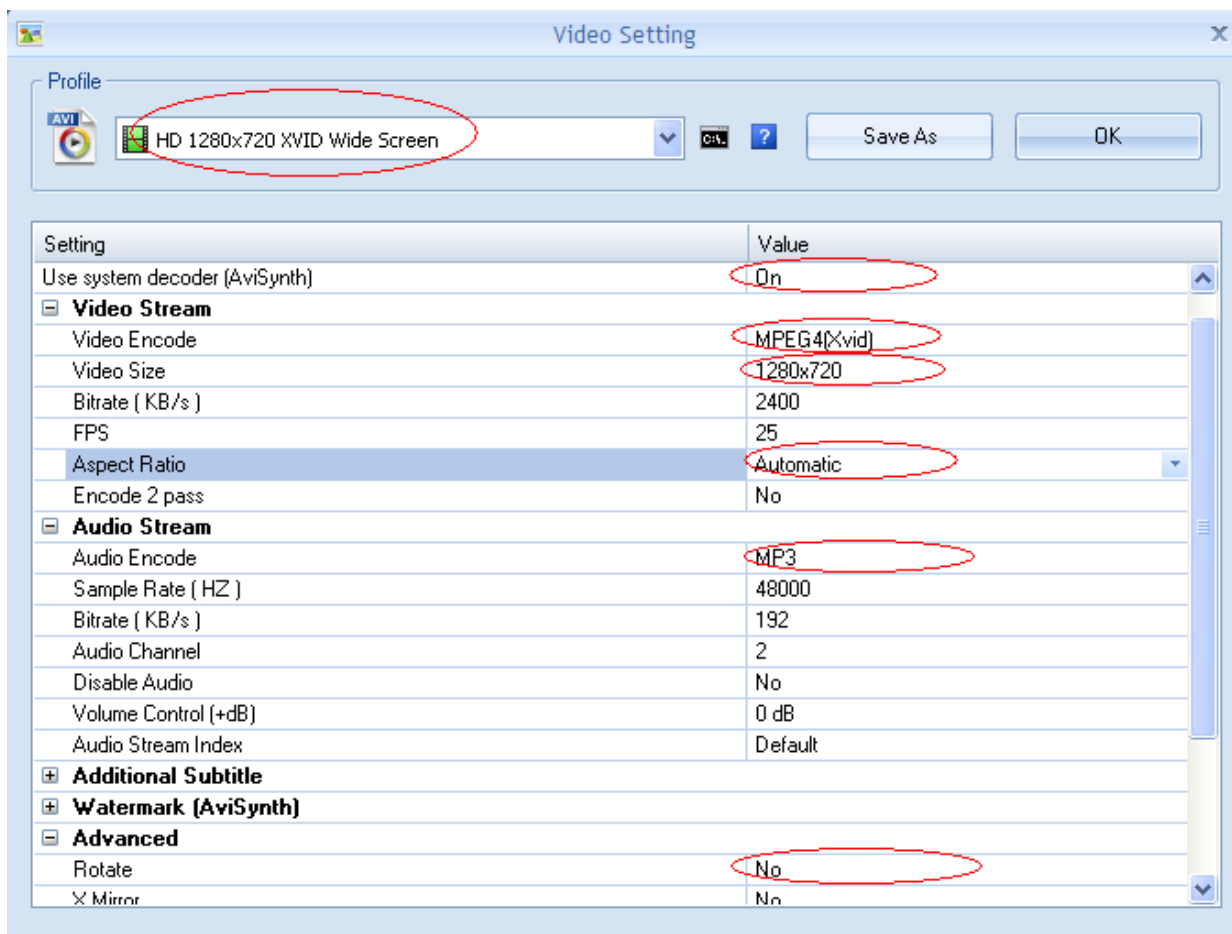 Video Setting
Profile
AVI
HD 1280x720 XVID Wide Screen
C:\.
?
Save As
OK
Setting Value
Use system decoder (AviSynth) On
Video Stream
Video Encode MPEG4(Xvid)
Video Size 1280x720
Bitrate ( KB/s ) 2400
FPS 25
Aspect Ratio Automatic
Encode 2 pass No
Audio Stream
Audio Encode MP3
Sample Rate ( HZ ) 48000
Bitrate ( KB/s ) 192
Audio Channel 2
Disable Audio No
Volume Control (+dB) 0 dB
Audio Stream Index Default
Additional Subtitle
Watermark (AviSynth)
Advanced
Rotate No
X Mirror No